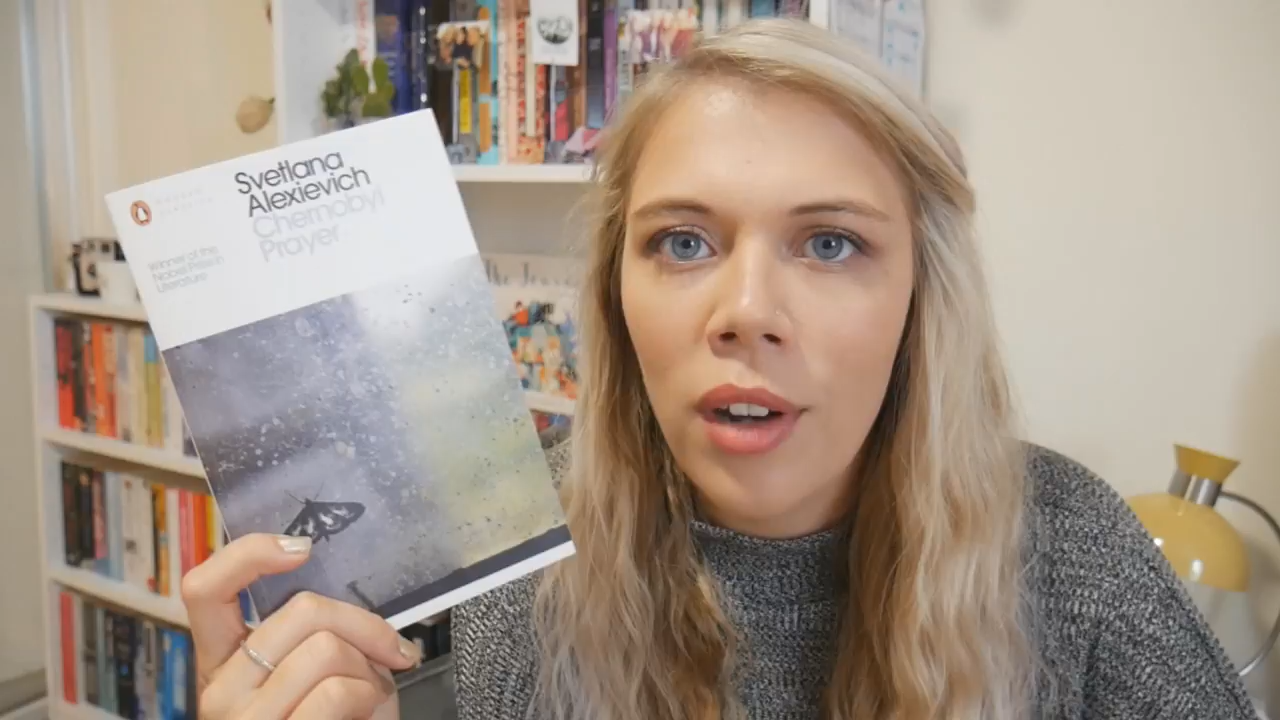 Svetlana
Alexievich
Chernobyl
Prayer
Winner of the
Nobel Prize in
Literature